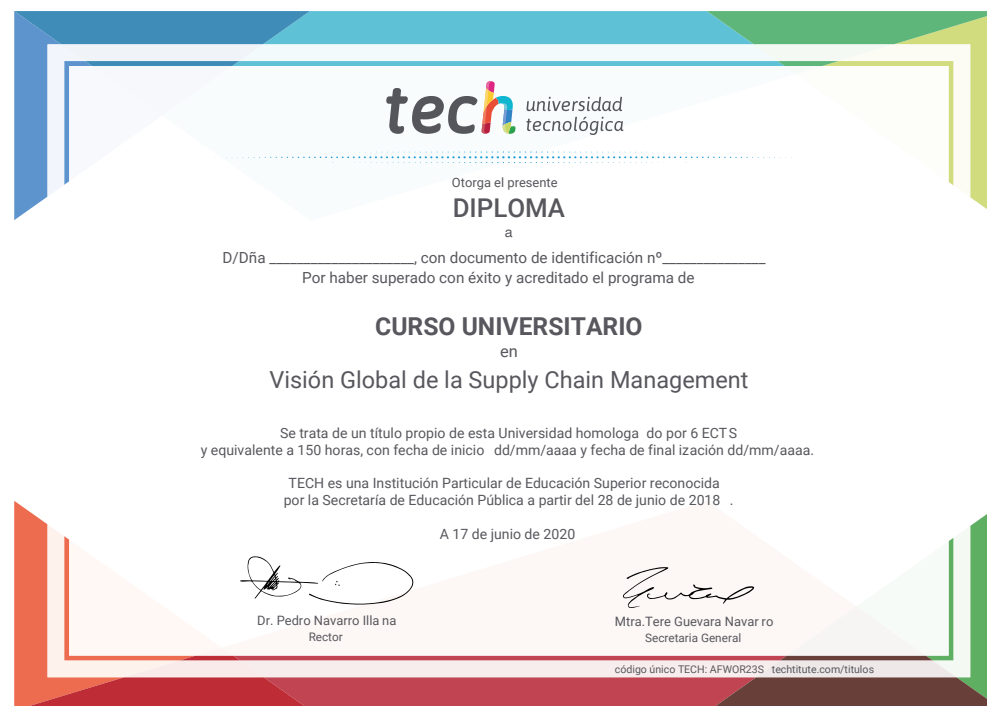 tech universidad
tecnológica
Otorga el presente
DIPLOMA
a
D/Dña _____________________, con documento de identificación nº_______________
Por haber superado con éxito y acreditado el programa de
CURSO UNIVERSITARIO
en
Visión Global de la Supply Chain Management
Se trata de un título propio de esta Universidad homologa do por 6 ECTS
y equivalente a 150 horas, con fecha de inicio dd/mm/aaaa y fecha de final ización dd/mm/aaaa.
TECH es una Institución Particular de Educación Superior reconocida
por la Secretaría de Educación Pública a partir del 28 de junio de 2018 .
A 17 de junio de 2020
Dr. Pedro Navarro Illa na
Rector
Mtra.Tere Guevara Navar ro
Secretaria General
código único TECH: AFWOR23S techtitute.com/titulos